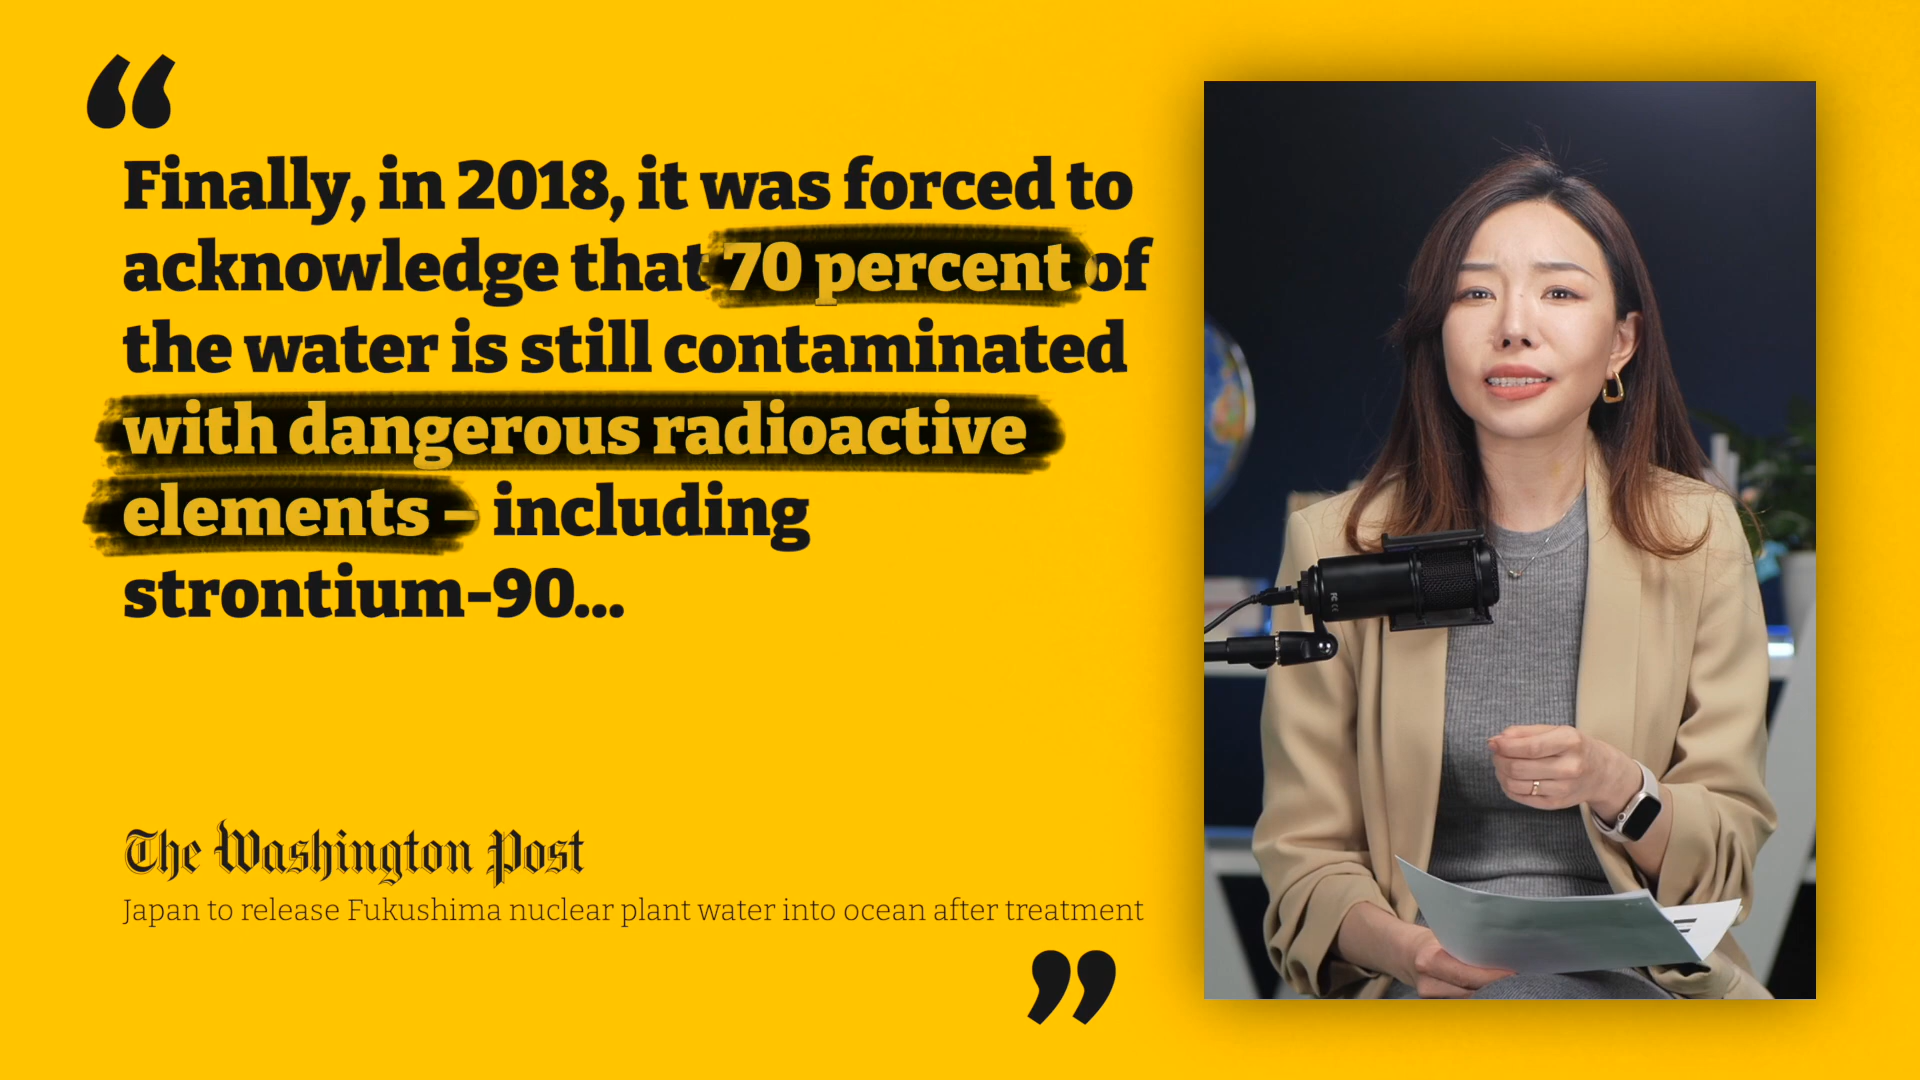 “
Finally, in 2018, it was forced to
acknowledge that 70 percent of
the water is still contaminated
with dangerous radioactive
elements – including
strontium-90...
The Washington Post
Japan to release Fukushima nuclear plant water into ocean after treatment
”
FC CE